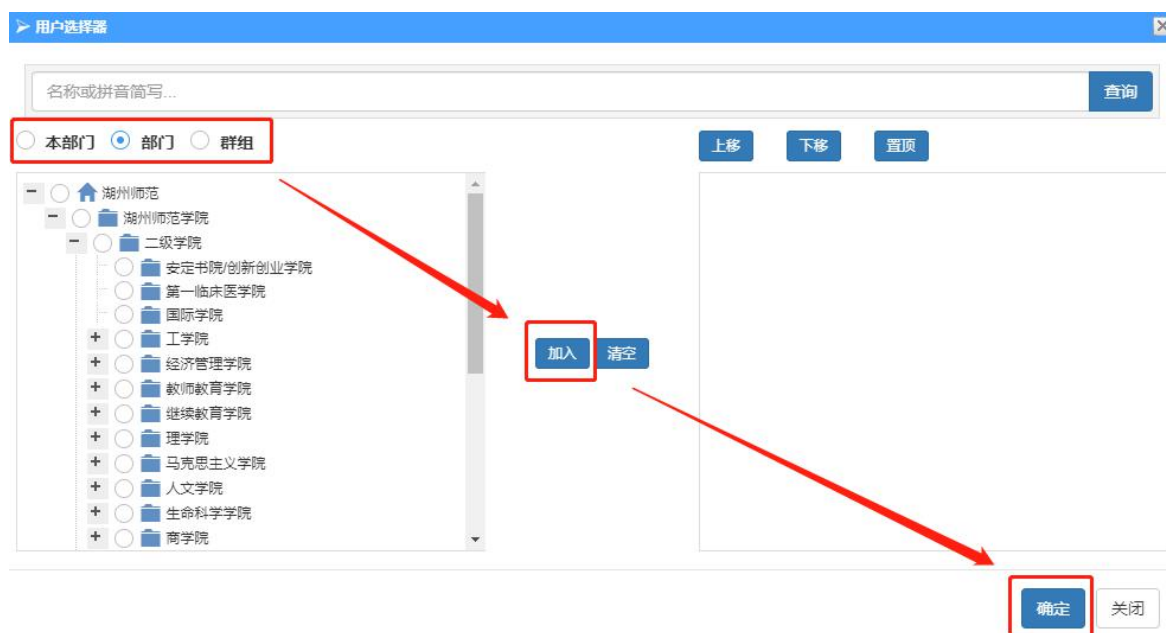 用户选择器
名称或拼音简写...
查询
本部门 部门 群组
上移 下移 置顶
湖州师范
湖州师范学院
二级学院
安定书院/创新创业学院
第一临床医学院
国际学院
工学院
经济管理学院
教师教育学院
继续教育学院
理学院
马克思主义学院
人文学院
生命科学学院
商学院
加入 清空
确定 关闭